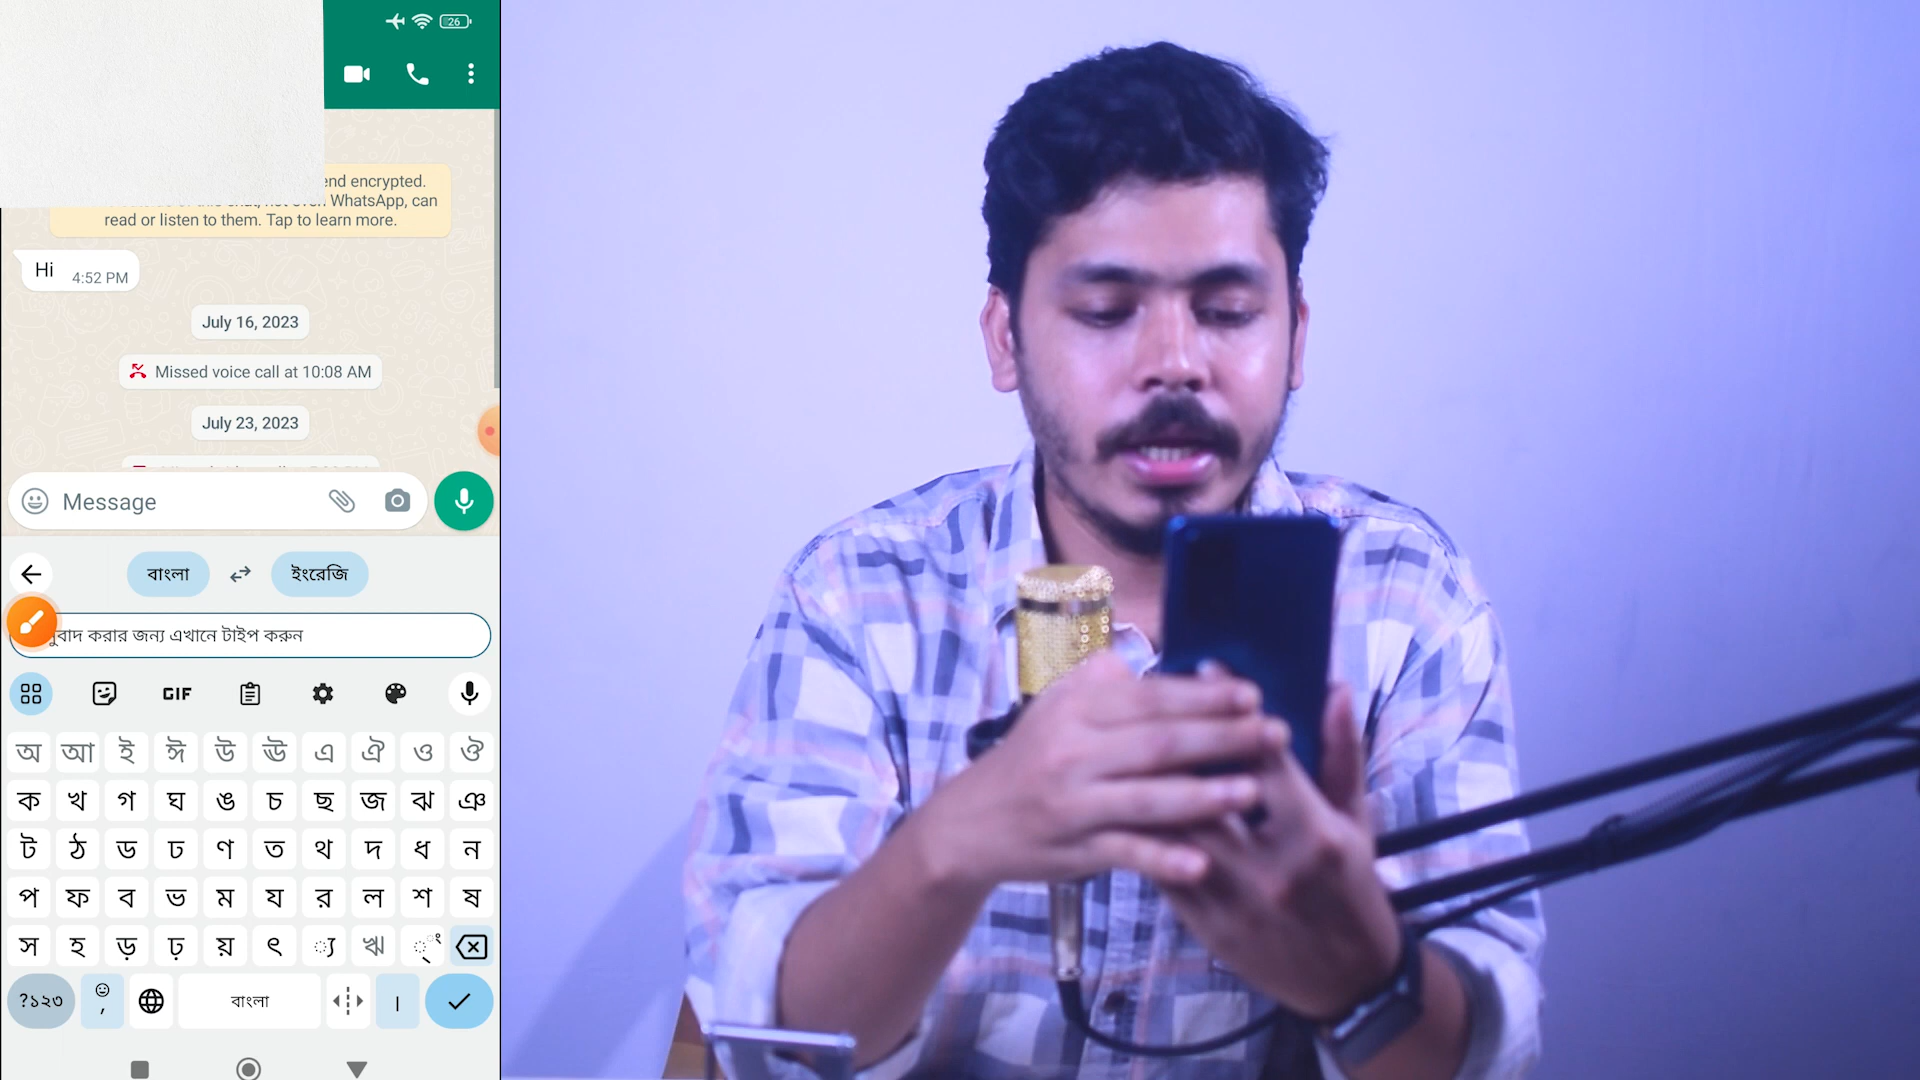 26
end encrypted.
WhatsApp, can
read or listen to them. Tap to learn more.
Hi
4:52 PM
July 16, 2023
Missed voice call at 10:08 AM
July 23, 2023
Message
বাংলা
ইংরেজি
করার জন্য এখানে টাইপ করুন
GIF
অ আ ই ঈ উ ঊ এ ঐ ও ঔ
ক খ গ ঘ ঙ চ ছ জ ঝ ঞ
ট ঠ ড ঢ ণ ত থ দ ধ ন
প ফ ব ভ ম য র ল শ ষ
স হ ড় ঢ় য় ৎ ্য ঋ ঁ
?১২৩ , বাংলা ।